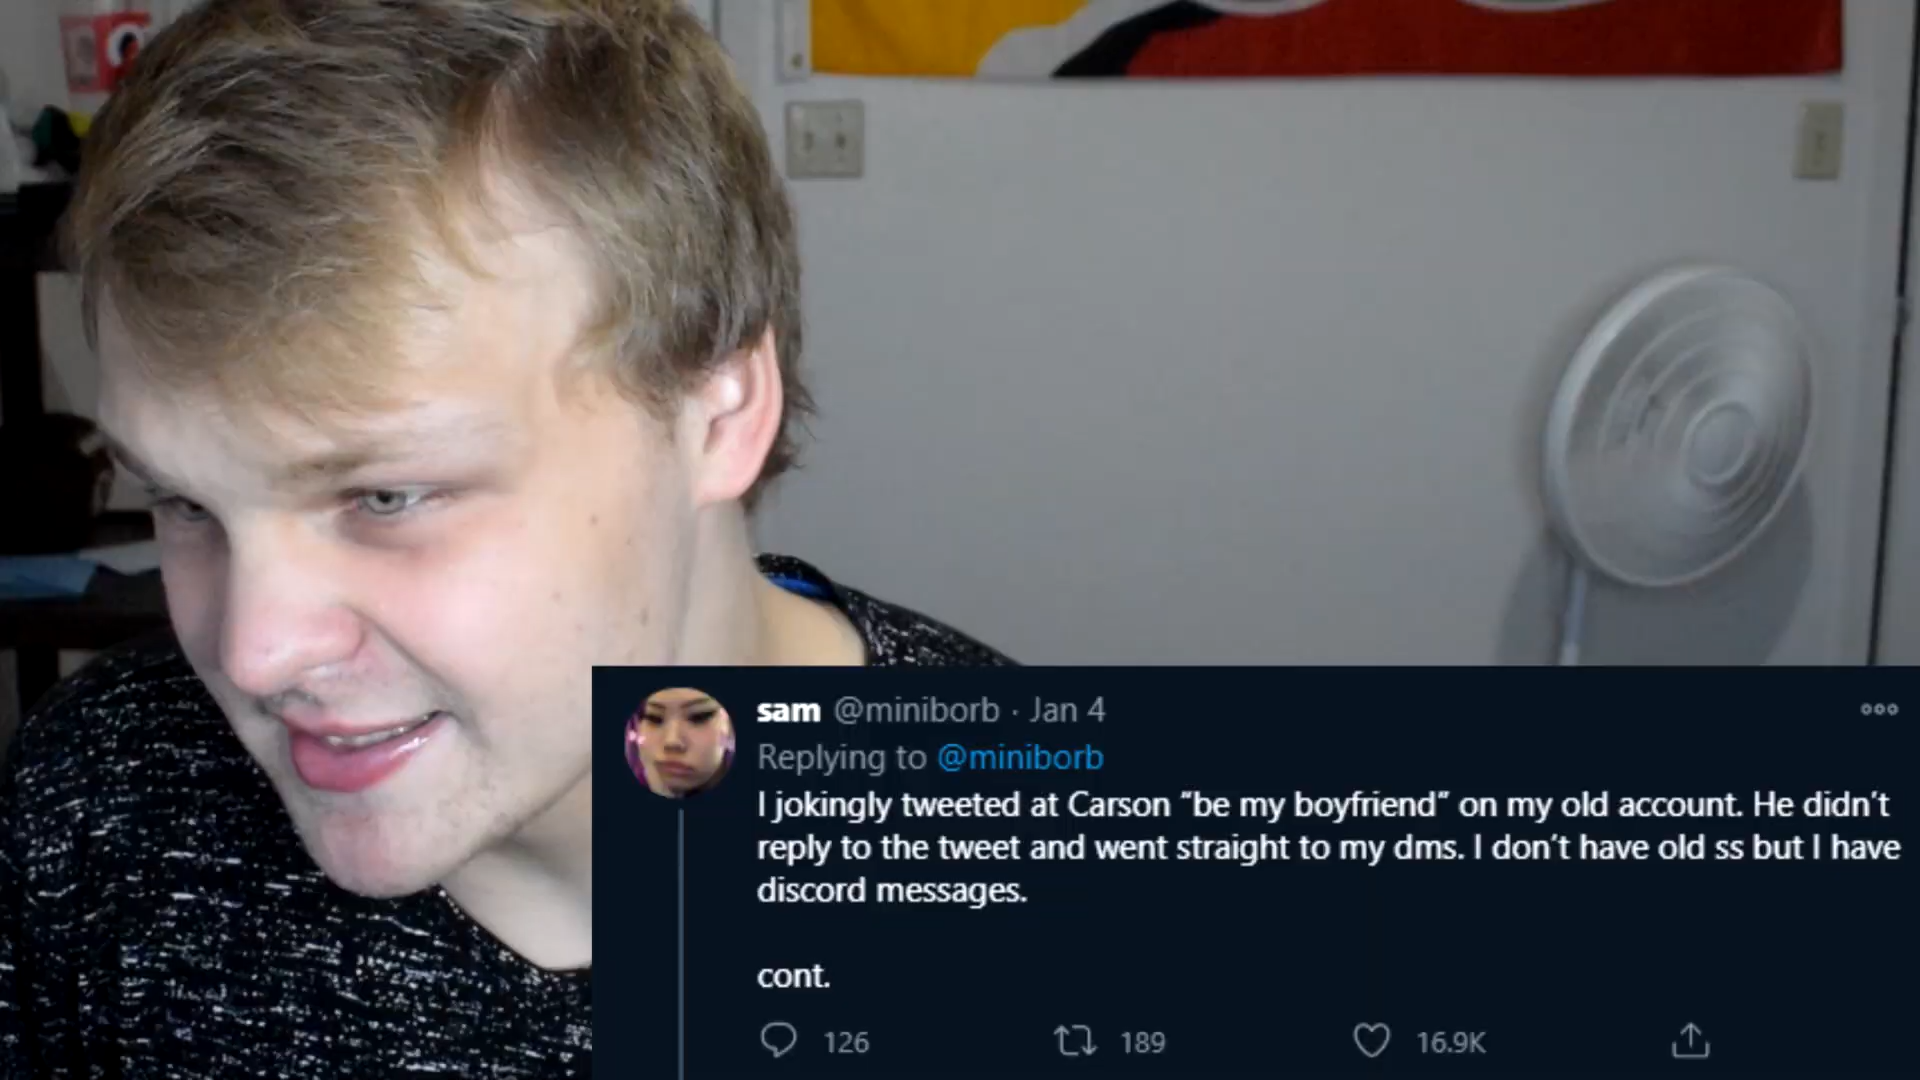 sam @miniborb · Jan 4
Replying to @miniborb
I jokingly tweeted at Carson “be my boyfriend” on my old account. He didn’t
reply to the tweet and went straight to my dms. I don’t have old ss but I have
discord messages.
cont.
126 189 16.9K